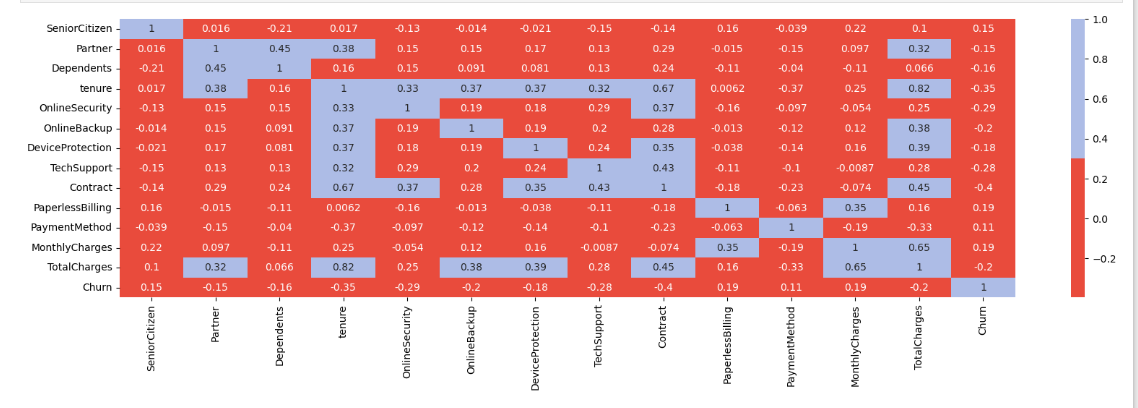 SeniorCitizen 1 0.016 -0.21 0.017 -0.13 -0.014 -0.021 -0.15 -0.14 0.16 -0.039 0.22 0.1 0.15
Partner 0.016 1 0.45 0.38 0.15 0.15 0.17 0.13 0.29 -0.015 -0.15 0.097 0.32 -0.15
Dependents -0.21 0.45 1 0.16 0.15 0.091 0.081 0.13 0.24 -0.11 -0.04 -0.11 0.066 -0.16
tenure 0.017 0.38 0.16 1 0.33 0.37 0.37 0.32 0.67 0.0062 -0.37 0.25 0.82 -0.35
OnlineSecurity -0.13 0.15 0.15 0.33 1 0.19 0.18 0.29 0.37 -0.16 -0.097 -0.054 0.25 -0.29
OnlineBackup -0.014 0.15 0.091 0.37 0.19 1 0.19 0.2 0.28 -0.013 -0.12 0.12 0.38 -0.2
DeviceProtection -0.021 0.17 0.081 0.37 0.18 0.19 1 0.24 0.35 -0.038 -0.14 0.16 0.39 -0.18
TechSupport -0.15 0.13 0.13 0.32 0.29 0.2 0.24 1 0.43 -0.11 -0.1 -0.0087 0.28 -0.28
Contract -0.14 0.29 0.24 0.67 0.37 0.28 0.35 0.43 1 -0.18 -0.23 -0.074 0.45 -0.4
PaperlessBilling 0.16 -0.015 -0.11 0.0062 -0.16 -0.013 -0.038 -0.11 -0.18 1 -0.063 0.35 0.16 0.19
PaymentMethod -0.039 -0.15 -0.04 -0.37 -0.097 -0.12 -0.14 -0.1 -0.23 -0.063 1 -0.19 -0.33 0.11
MonthlyCharges 0.22 0.097 -0.11 0.25 -0.054 0.12 0.16 -0.0087 -0.074 0.35 -0.19 1 0.65 0.19
TotalCharges 0.1 0.32 0.066 0.82 0.25 0.38 0.39 0.28 0.45 0.16 -0.33 0.65 1 -0.2
Churn 0.15 -0.15 -0.16 -0.35 -0.29 -0.2 -0.18 -0.28 -0.4 0.19 0.11 0.19 -0.2 1
SeniorCitizen
Partner
Dependents
tenure
OnlineSecurity
OnlineBackup
DeviceProtection
TechSupport
Contract
PaperlessBilling
PaymentMethod
MonthlyCharges
TotalCharges
Churn
1.0
0.8
0.6
0.4
0.2
0.0
−0.2